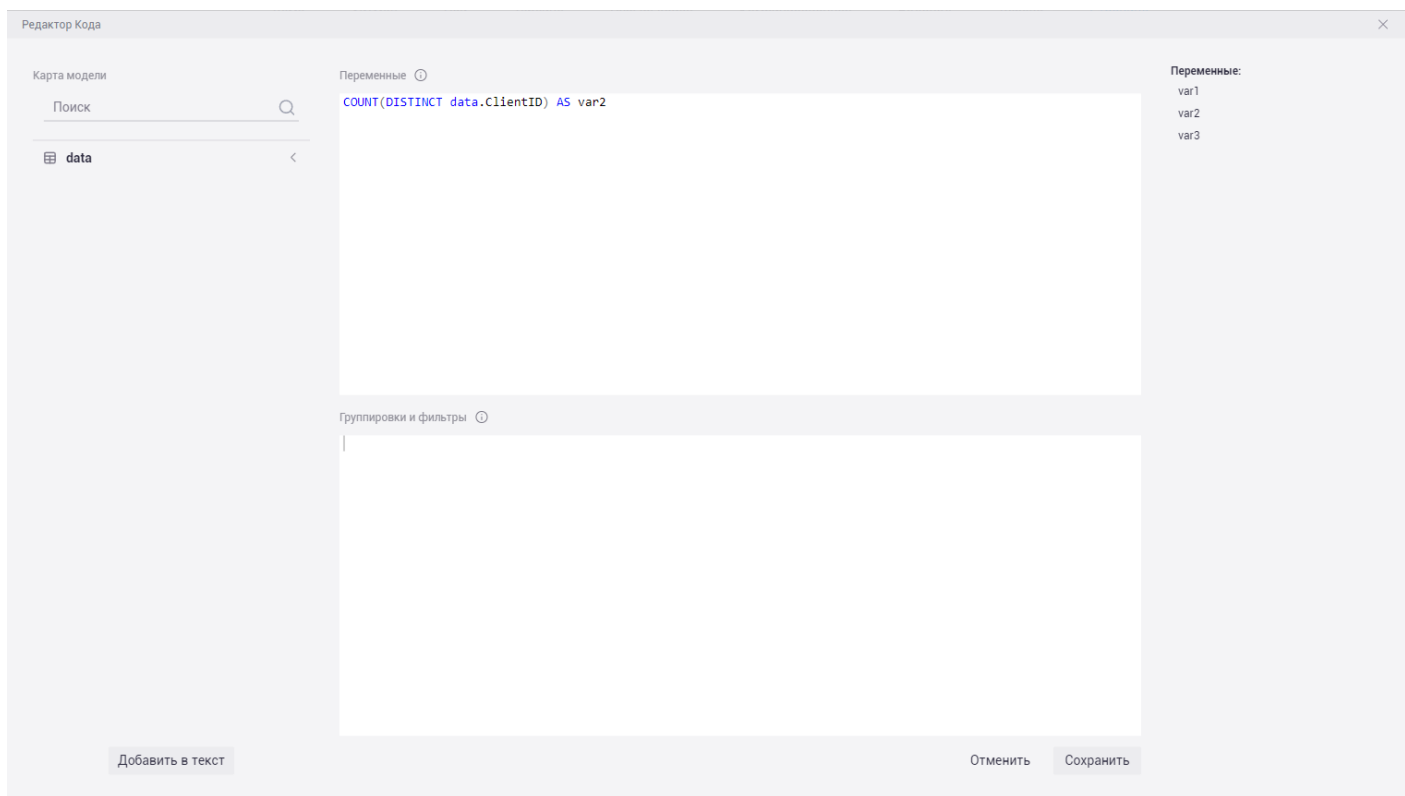 Редактор Кода
Карта модели
Поиск
data
Добавить в текст
Переменные
COUNT(DISTINCT data.ClientID) AS var2
Группировки и фильтры
Отменить
Сохранить
Переменные:
var1
var2
var3